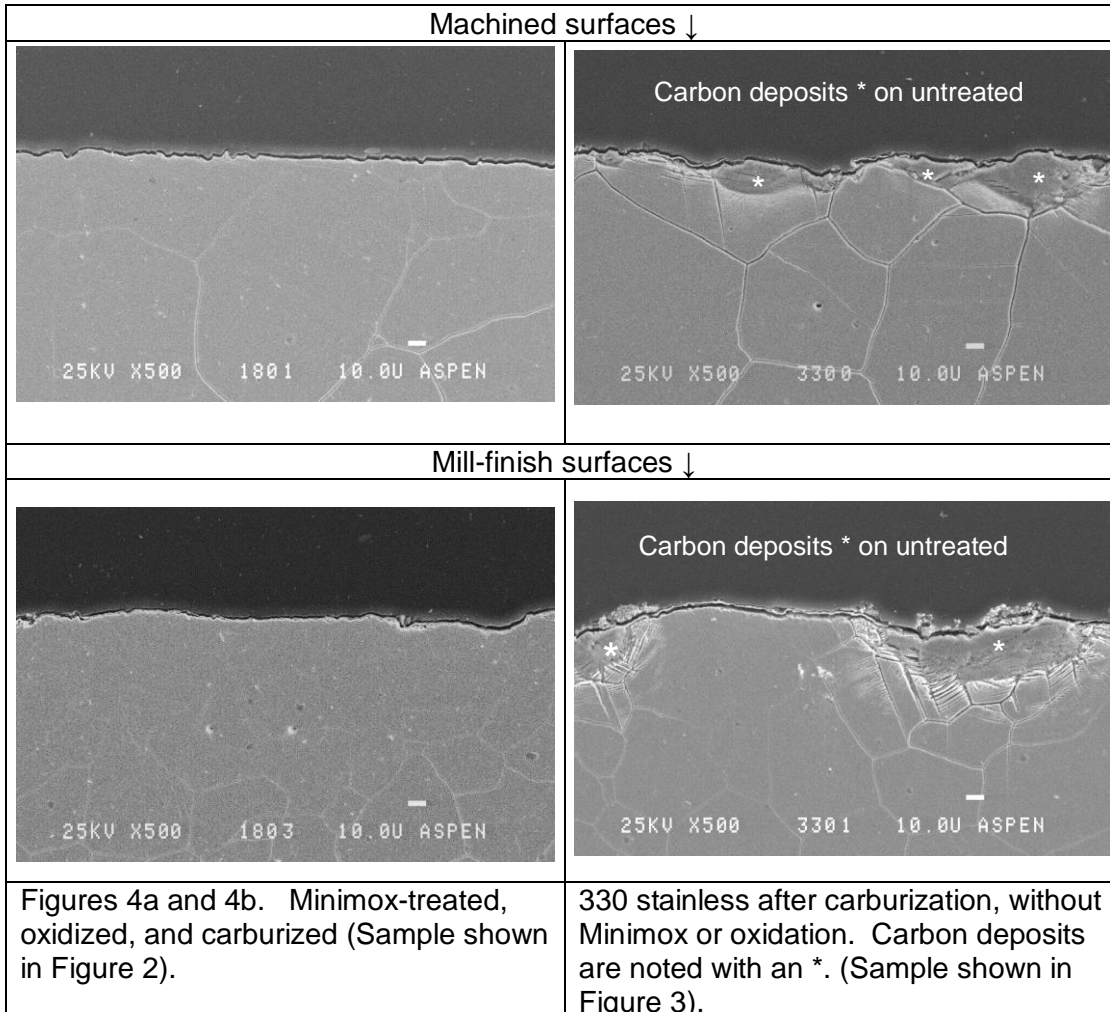 Machined surfaces ↓
Carbon deposits * on untreated
* * *
25KV X500 1801 10.0U ASPEN
25KV X500 3300 10.0U ASPEN
Mill-finish surfaces ↓
Carbon deposits * on untreated
* *
25KV X500 1803 10.0U ASPEN
25KV X500 3301 10.0U ASPEN
Figures 4a and 4b. Minimox-treated,
oxidized, and carburized (Sample shown
in Figure 2).
330 stainless after carburization, without
Minimox or oxidation. Carbon deposits
are noted with an *. (Sample shown in
Figure 3).